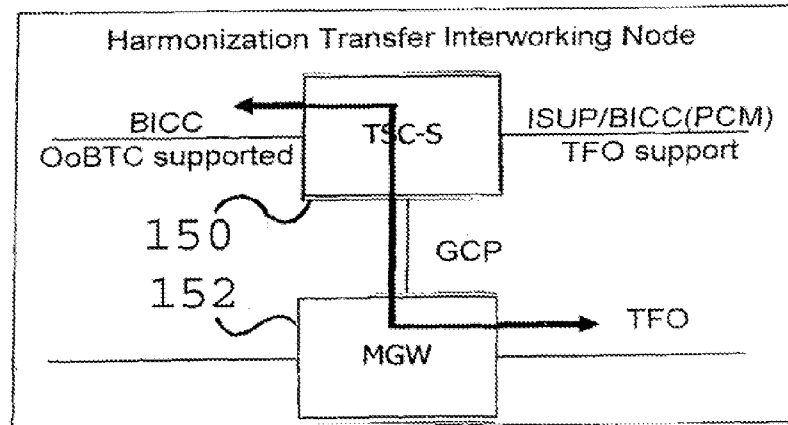 Harmonization Transfer Interworking Node
BICC
OoBTC supported
TSC-S
ISUP/BICC(PCM)
TFO support
150
GCP
152
TFO
MGW